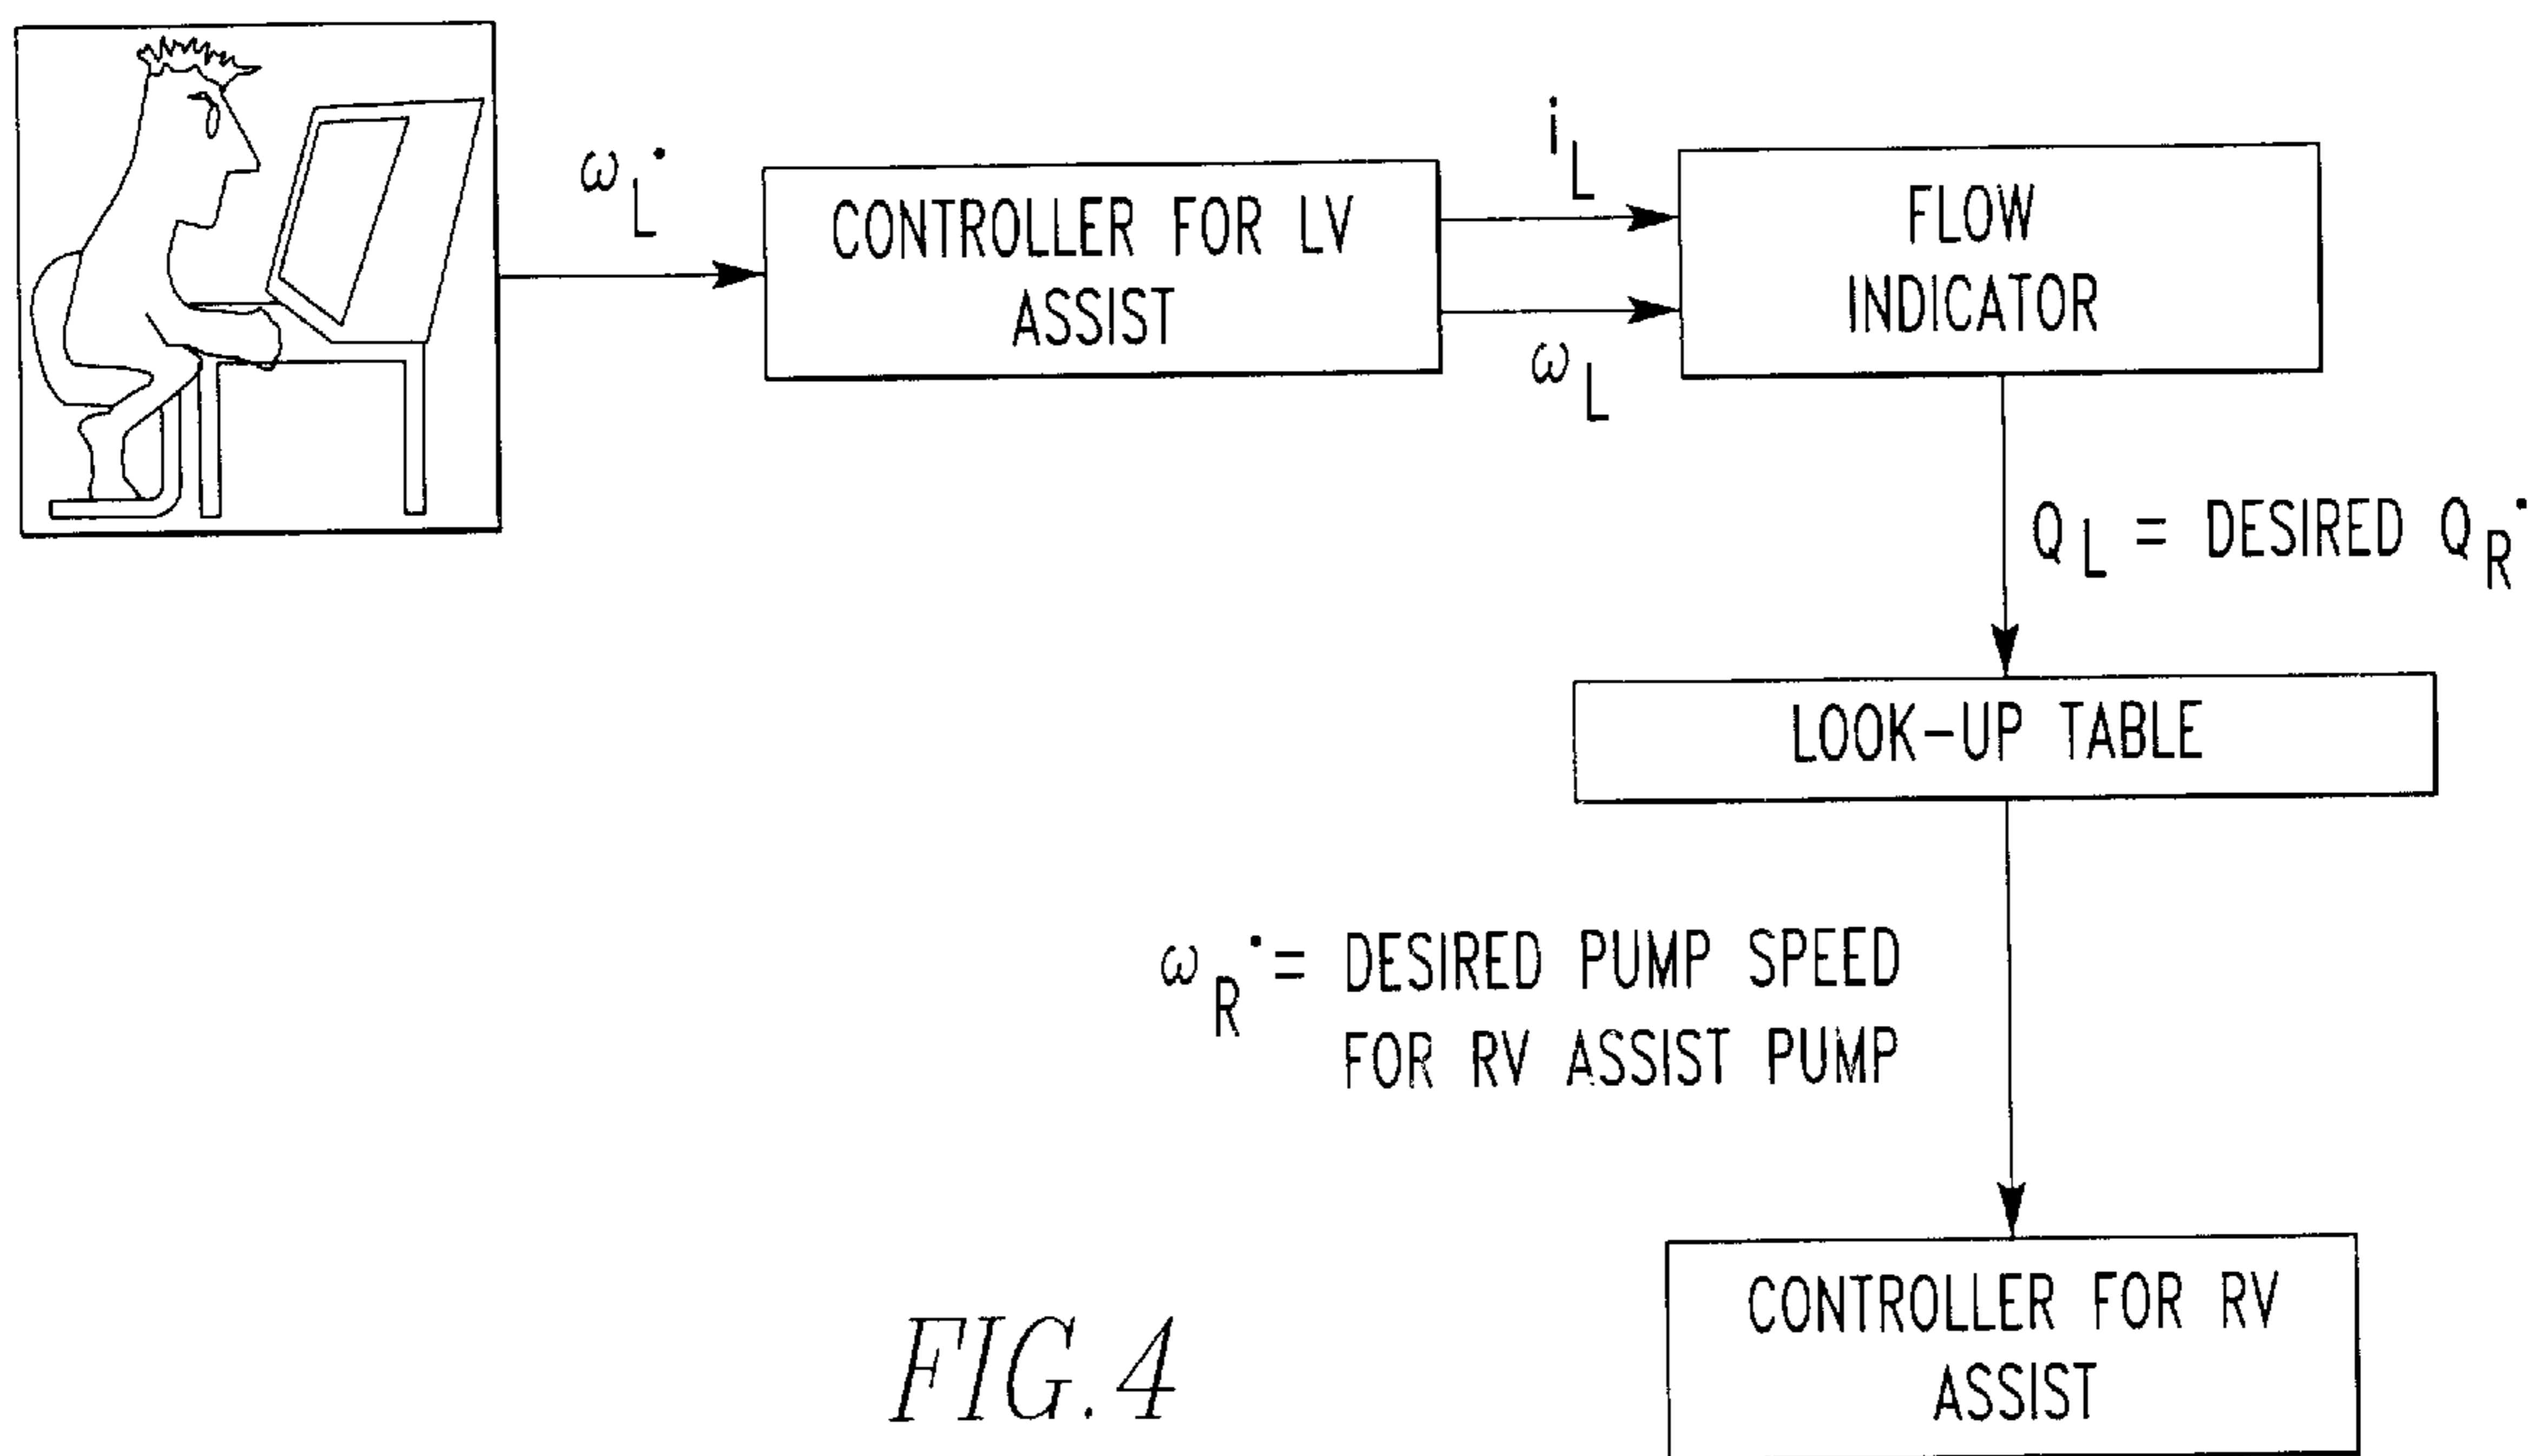 ω_L*
CONTROLLER FOR LV
ASSIST
i_L
ω_L
FLOW
INDICATOR
Q_L = DESIRED Q_R*
LOOK-UP TABLE
ω_R* = DESIRED PUMP SPEED
FOR RV ASSIST PUMP
CONTROLLER FOR RV
ASSIST
FIG. 4